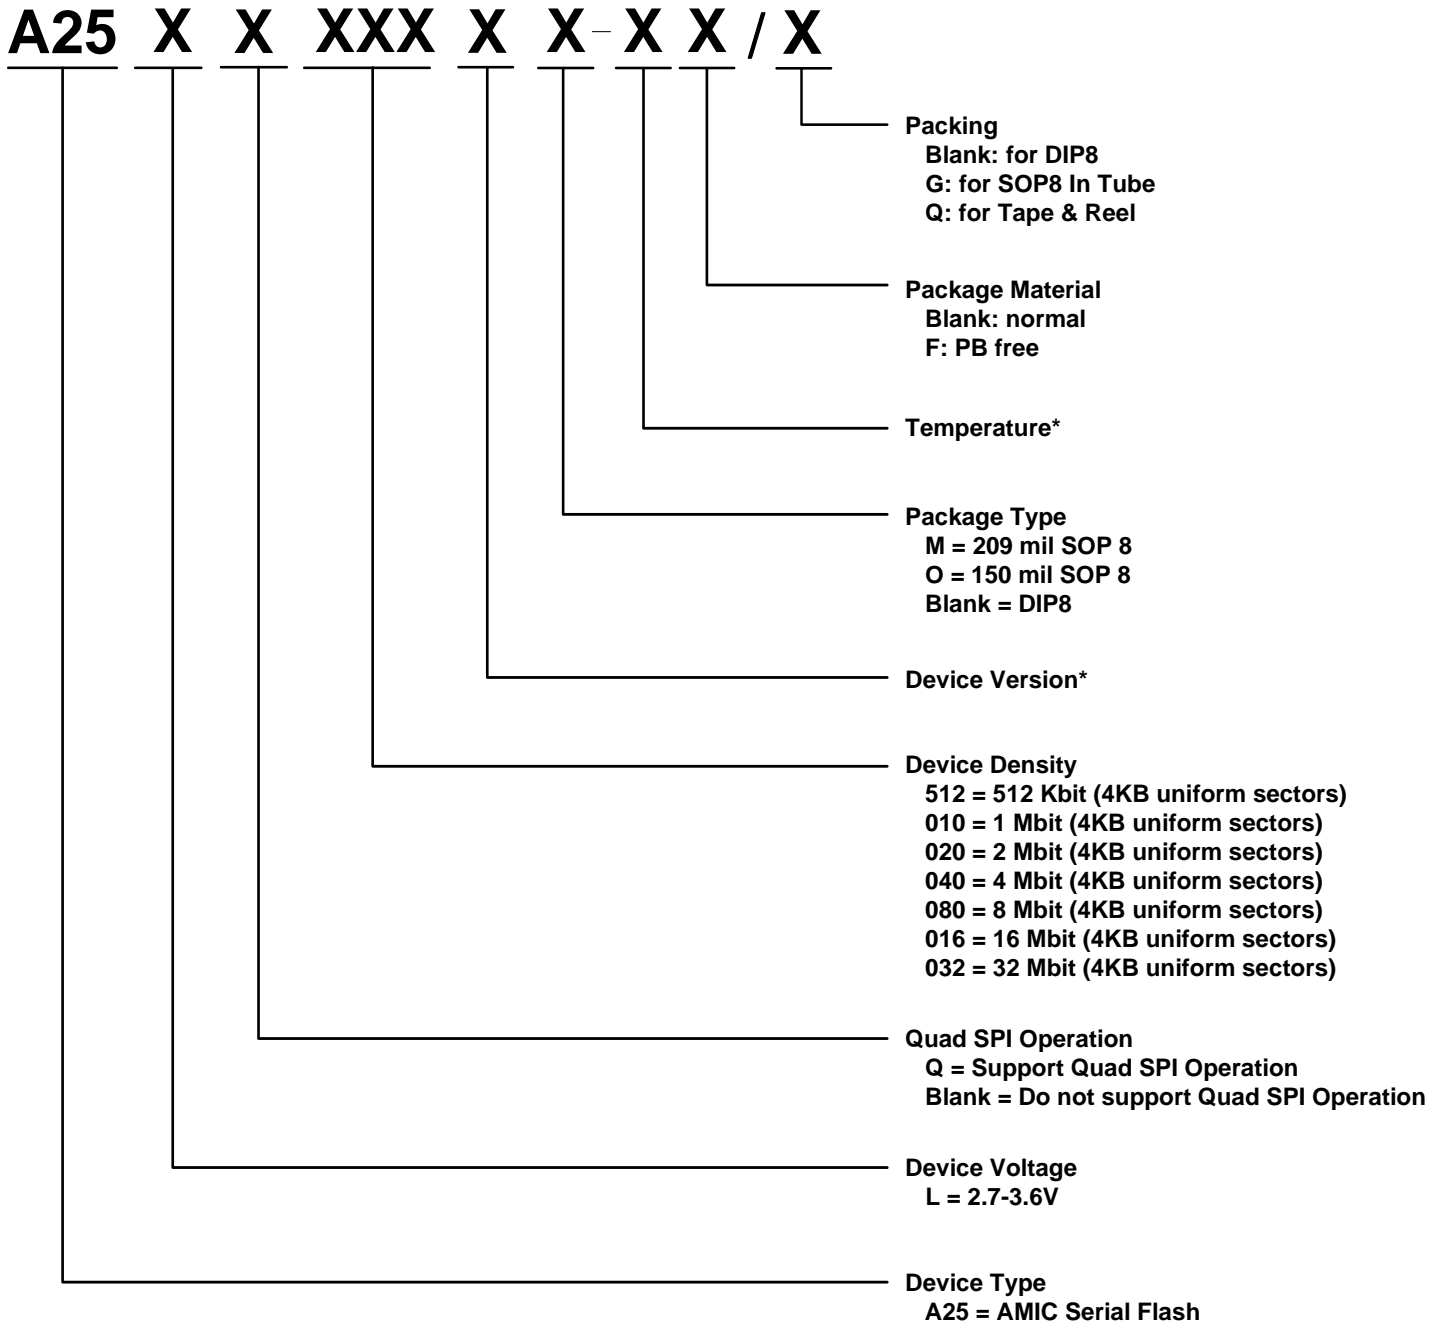 A25 X X XXX X X - X X / X
Packing
Blank: for DIP8
G: for SOP8 In Tube
Q: for Tape & Reel
Package Material
Blank: normal
F: PB free
Temperature*
Package Type
M = 209 mil SOP 8
O = 150 mil SOP 8
Blank = DIP8
Device Version*
Device Density
512 = 512 Kbit (4KB uniform sectors)
010 = 1 Mbit (4KB uniform sectors)
020 = 2 Mbit (4KB uniform sectors)
040 = 4 Mbit (4KB uniform sectors)
080 = 8 Mbit (4KB uniform sectors)
016 = 16 Mbit (4KB uniform sectors)
032 = 32 Mbit (4KB uniform sectors)
Quad SPI Operation
Q = Support Quad SPI Operation
Blank = Do not support Quad SPI Operation
Device Voltage
L = 2.7-3.6V
Device Type
A25 = AMIC Serial Flash